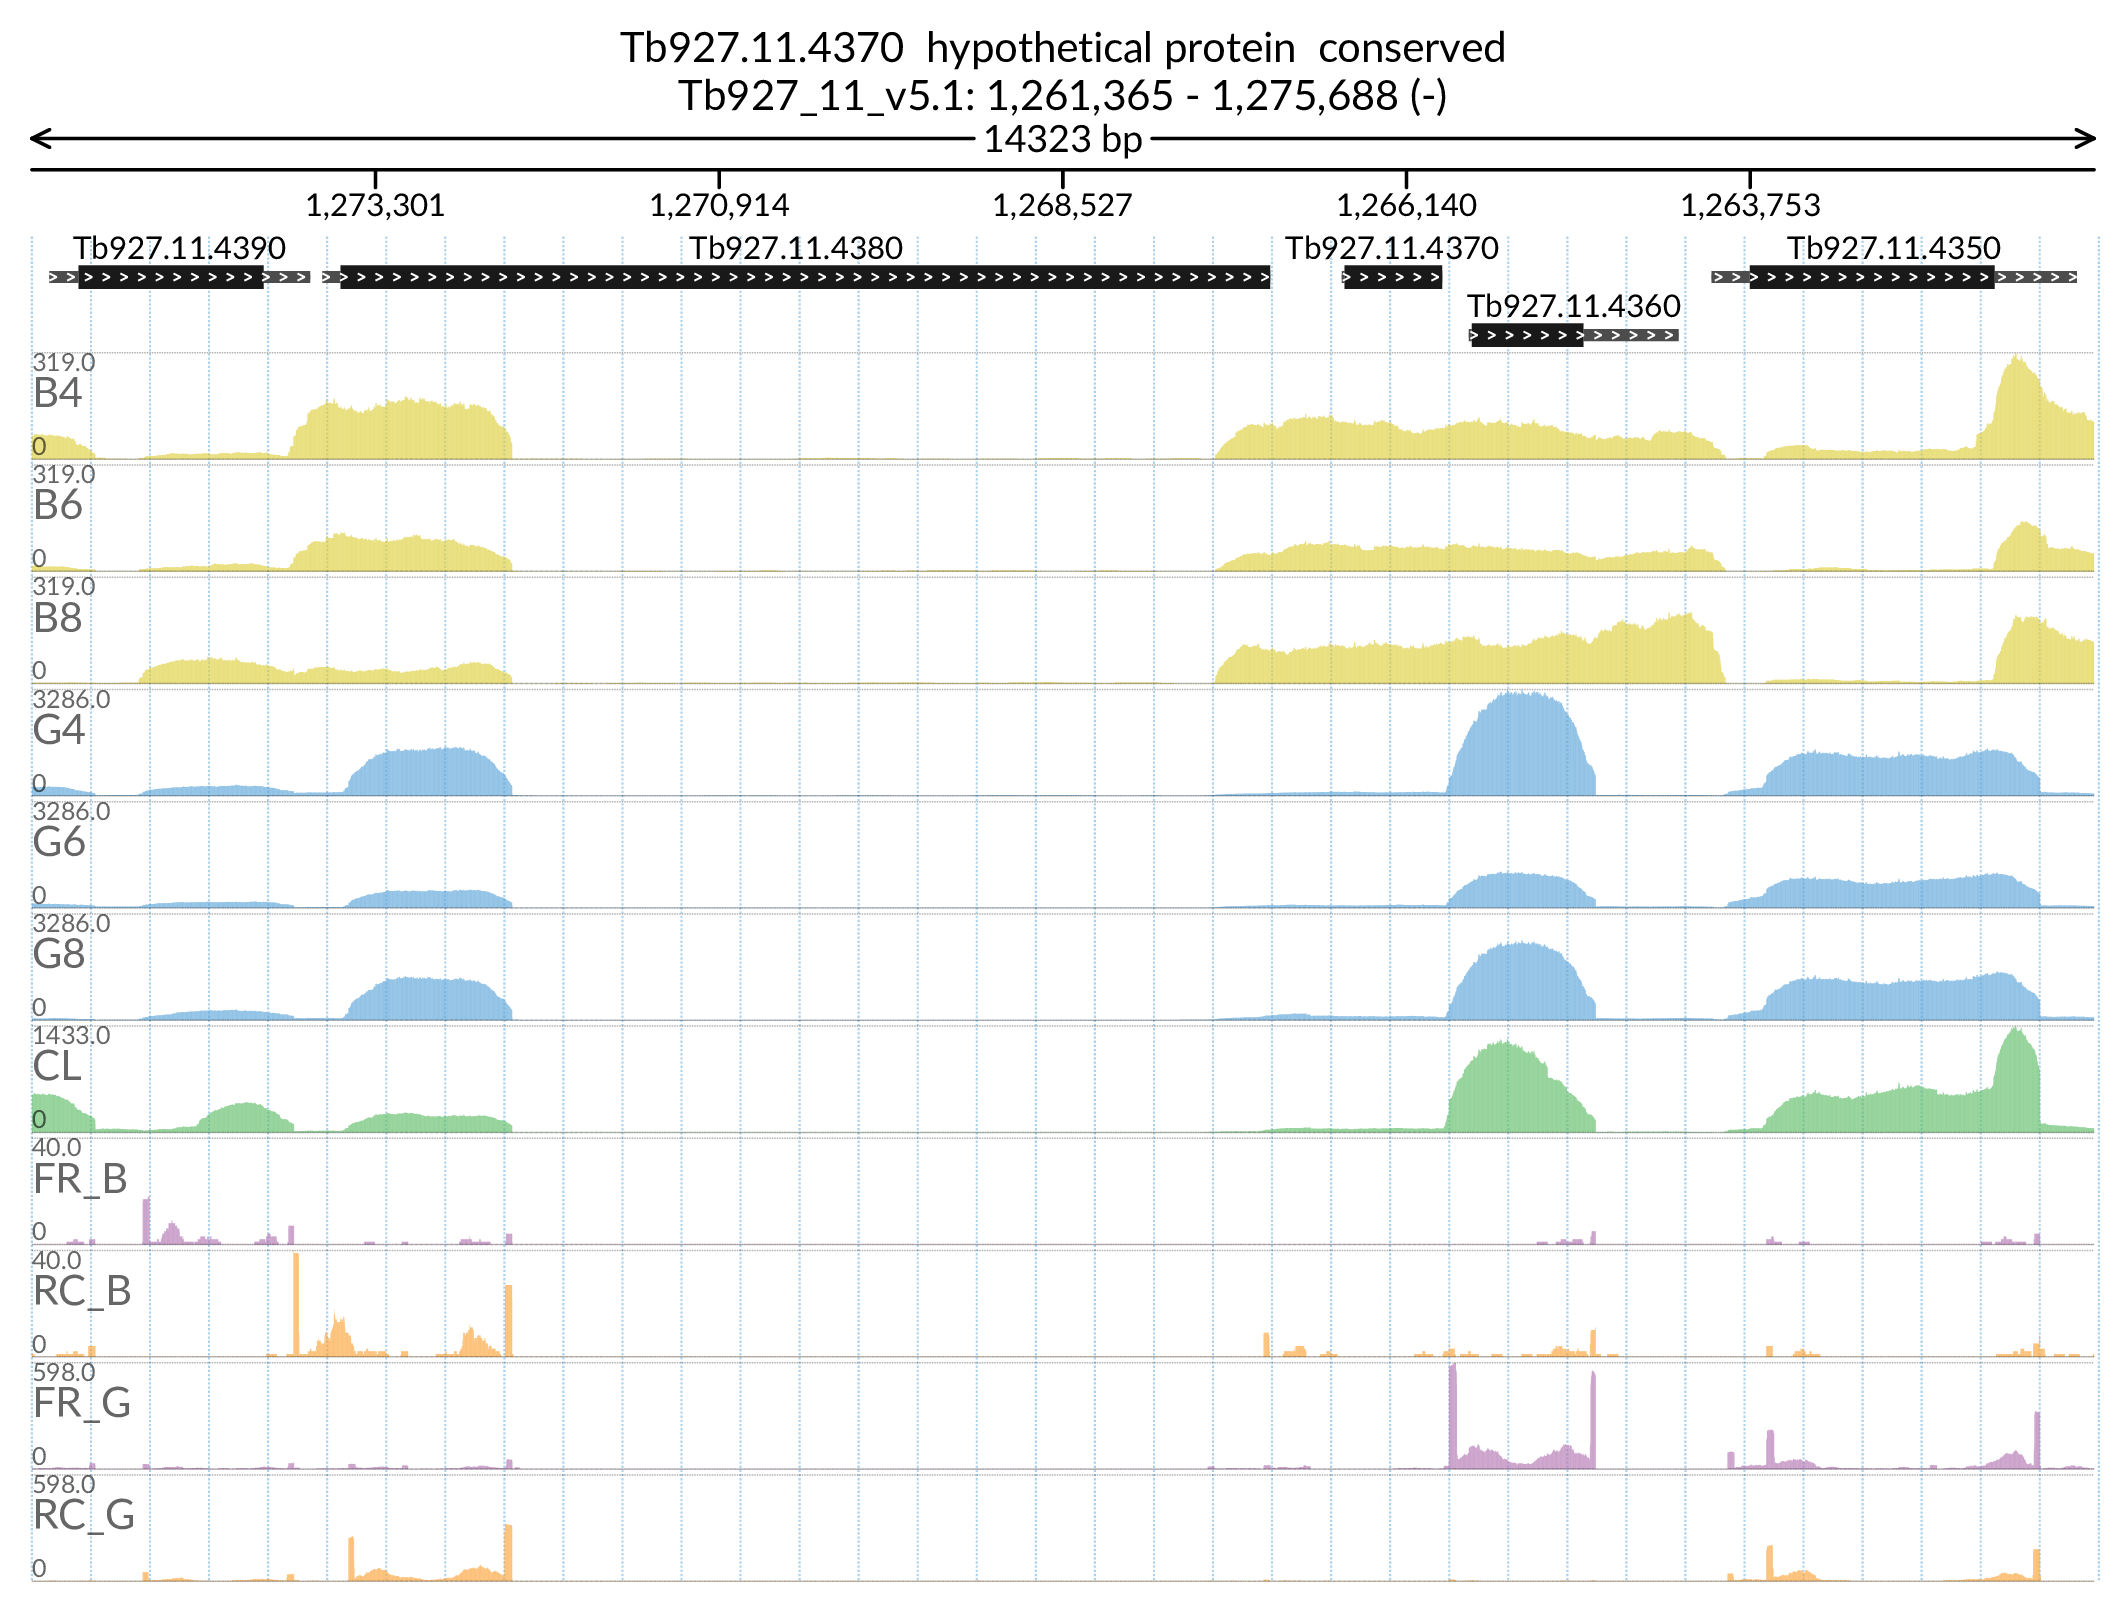 Tb927.11.4370  hypothetical protein  conserved
Tb927_11_v5.1: 1,261,365 - 1,275,688 (-)
14323 bp
1,273,301 1,270,914 1,268,527 1,266,140 1,263,753
Tb927.11.4390 Tb927.11.4380 Tb927.11.4370 Tb927.11.4350
Tb927.11.4360
319.0
B4
0
319.0
B6
0
319.0
B8
0
3286.0
G4
0
3286.0
G6
0
3286.0
G8
0
1433.0
CL
0
40.0
FR_B
0
40.0
RC_B
0
598.0
FR_G
0
598.0
RC_G
0